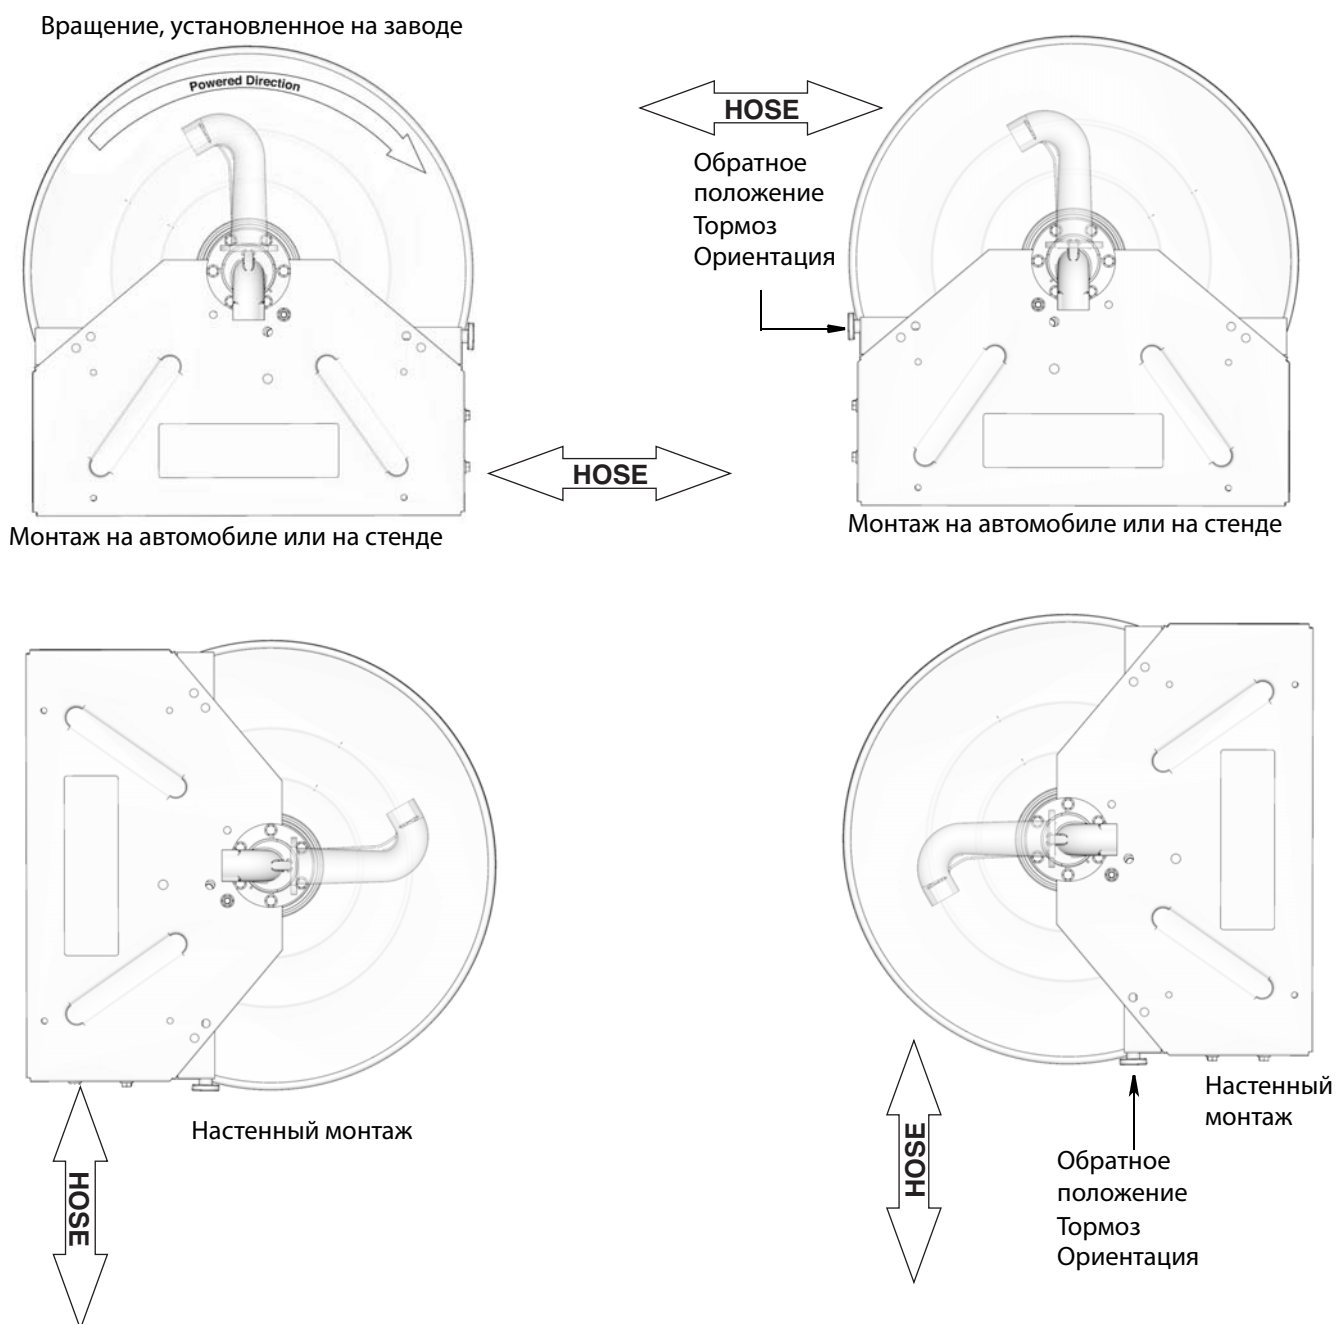 Вращение, установленное на заводе
Powered Direction
HOSE
Обратное
положение
Тормоз
Ориентация
HOSE
Монтаж на автомобиле или на стенде
Монтаж на автомобиле или на стенде
Настенный монтаж
HOSE
HOSE
Настенный
монтаж
Обратное
положение
Тормоз
Ориентация